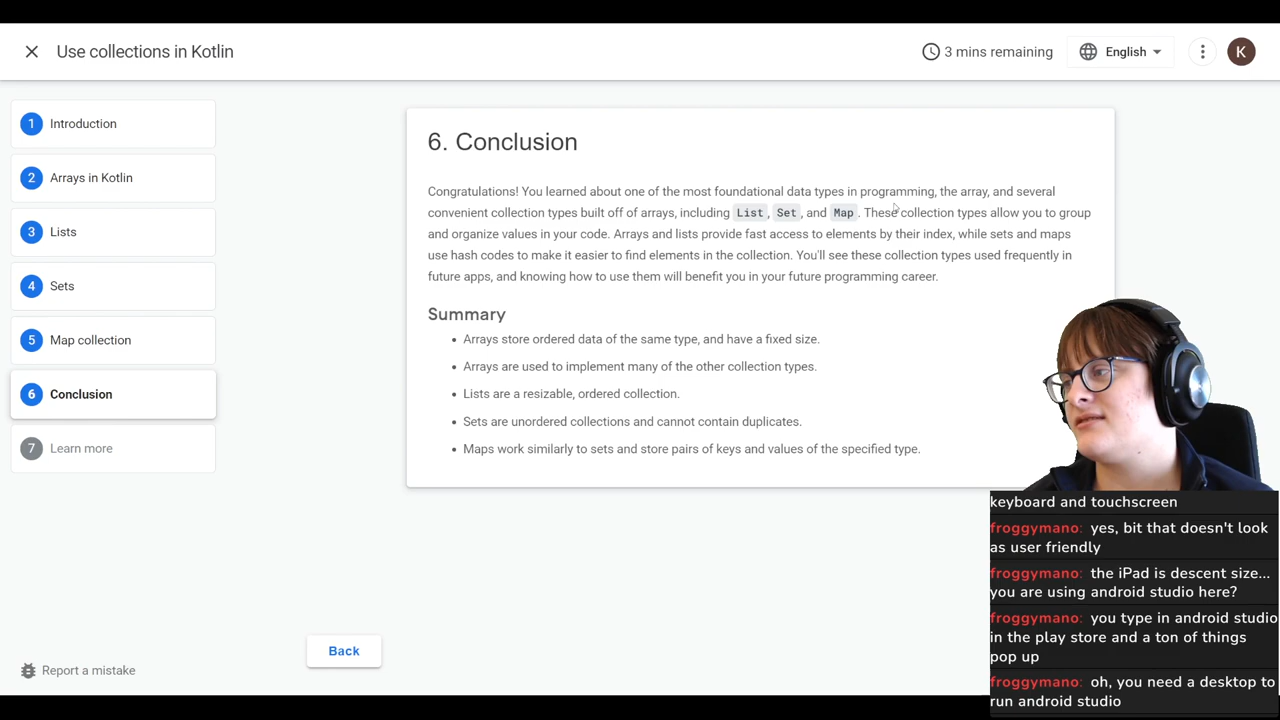 Use collections in Kotlin
3 mins remaining
English
K
1 Introduction
2 Arrays in Kotlin
3 Lists
4 Sets
5 Map collection
6 Conclusion
7 Learn more
6. Conclusion
Congratulations! You learned about one of the most foundational data types in programming, the array, and several
convenient collection types built off of arrays, including List, Set, and Map. These collection types allow you to group
and organize values in your code. Arrays and lists provide fast access to elements by their index, while sets and maps
use hash codes to make it easier to find elements in the collection. You'll see these collection types used frequently in
future apps, and knowing how to use them will benefit you in your future programming career.
Summary
• Arrays store ordered data of the same type, and have a fixed size.
• Arrays are used to implement many of the other collection types.
• Lists are a resizable, ordered collection.
• Sets are unordered collections and cannot contain duplicates.
• Maps work similarly to sets and store pairs of keys and values of the specified type.
Back
Report a mistake
keyboard and touchscreen
froggymano: yes, bit that doesn't look
as user friendly
froggymano: the iPad is descent size...
you are using android studio here?
froggymano: you type in android studio
in the play store and a ton of things
pop up
froggymano: oh, you need a desktop to
run android studio